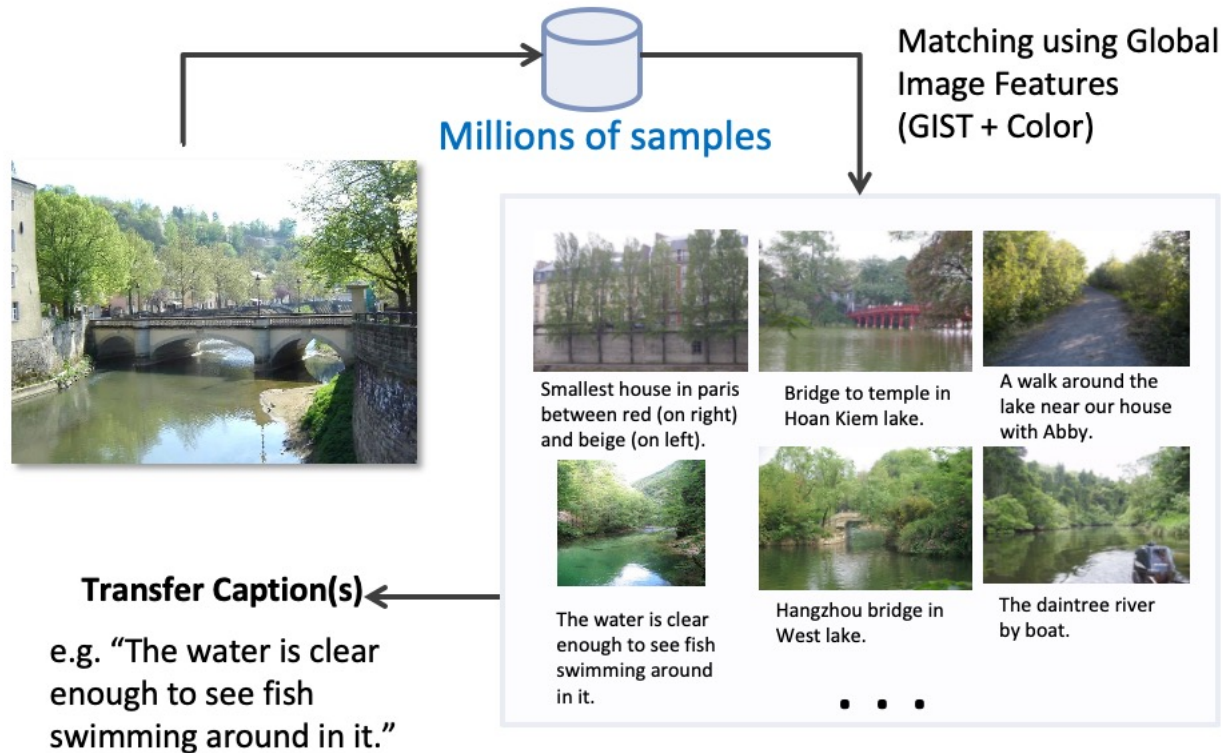 Matching using Global
Image Features
(GIST + Color)
Millions of samples
Smallest house in paris
between red (on right)
and beige (on left).
Bridge to temple in
Hoan Kiem lake.
A walk around the
lake near our house
with Abby.
The water is clear
enough to see fish
swimming around
in it.
Hangzhou bridge in
West lake.
The daintree river
by boat.
. . .
Transfer Caption(s)
e.g. “The water is clear
enough to see fish
swimming around in it.”